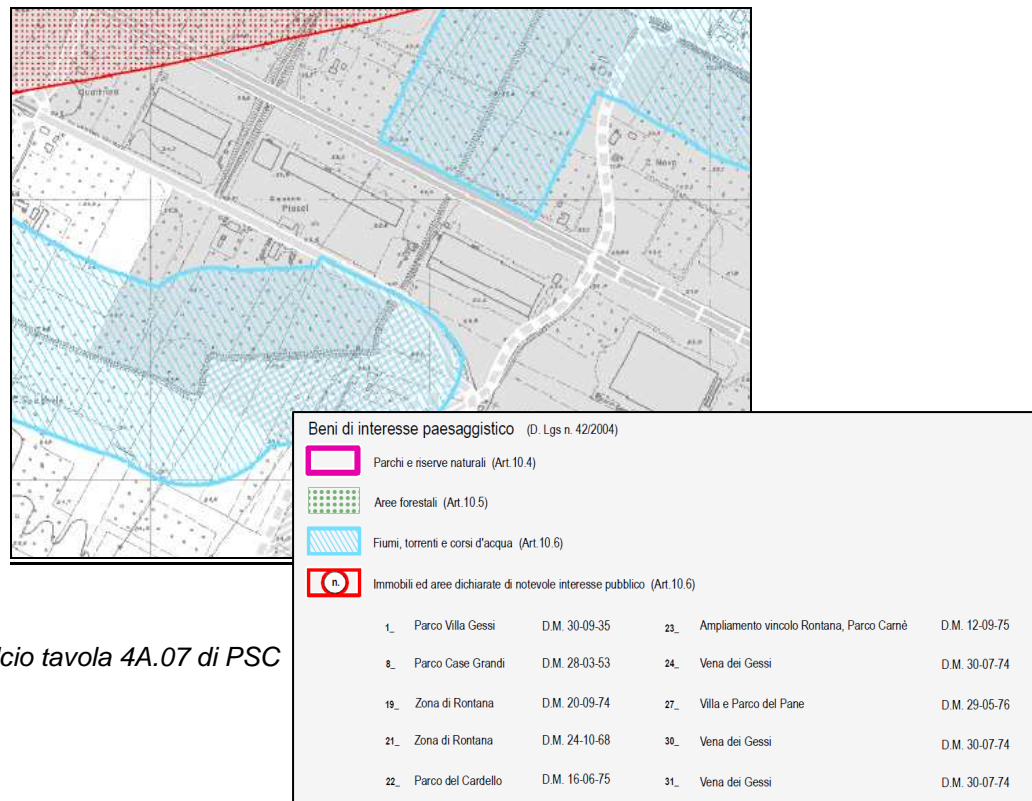 Quadrica
Casone
Piosel
C. Nova
Beni di interesse paesaggistico (D. Lgs n. 42/2004)
Parchi e riserve naturali (Art.10.4)
Aree forestali (Art.10.5)
Fiumi, torrenti e corsi d'acqua (Art.10.6)
n. Immobili ed aree dichiarate di notevole interesse pubblico (Art.10.6)
1_ Parco Villa Gessi D.M. 30-09-35 23_ Ampliamento vincolo Rontana, Parco Carnè D.M. 12-09-75
lcio tavola 4A.07 di PSC
8_ Parco Case Grandi D.M. 28-03-53 24_ Vena dei Gessi D.M. 30-07-74
19_ Zona di Rontana D.M. 20-09-74 27_ Villa e Parco del Pane D.M. 29-05-76
21_ Zona di Rontana D.M. 24-10-68 30_ Vena dei Gessi D.M. 30-07-74
22_ Parco del Cardello D.M. 16-06-75 31_ Vena dei Gessi D.M. 30-07-74